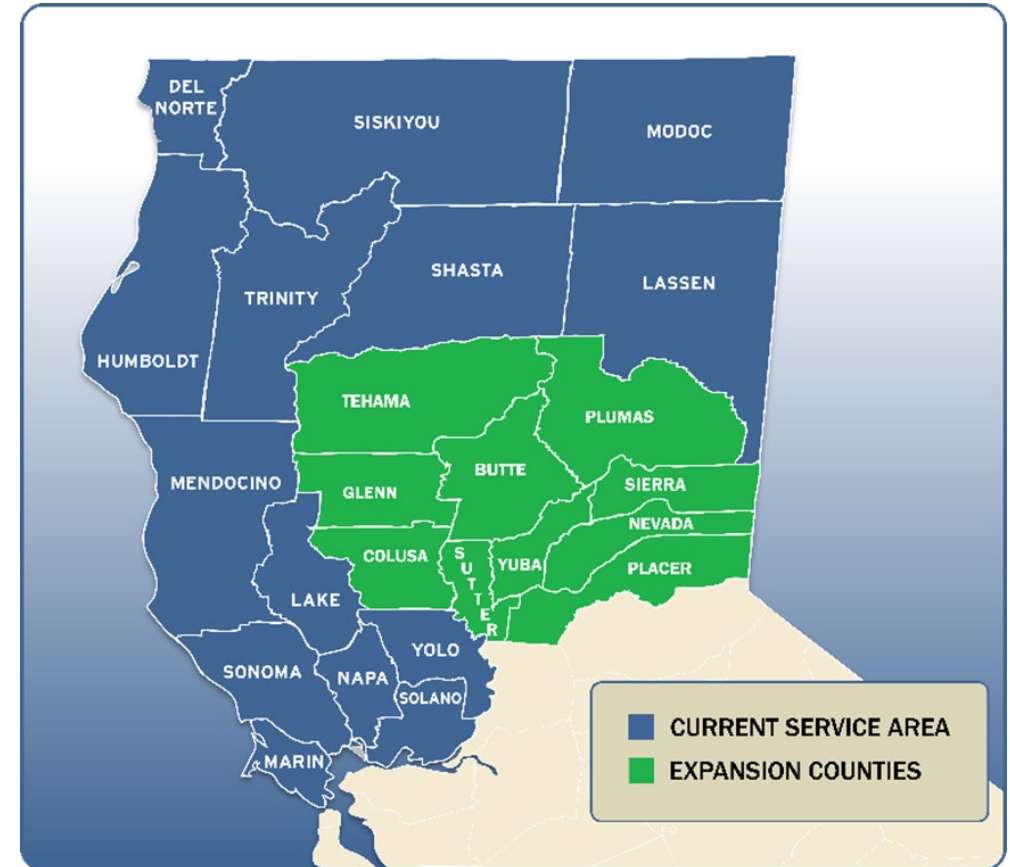 DEL
NORTE
SISKIYOU
MODOC
SHASTA
LASSEN
TRINITY
HUMBOLDT
TEHAMA
PLUMAS
BUTTE
MENDOCINO
GLENN
SIERRA
NEVADA
COLUSA
SUTTER
YUBA
PLACER
LAKE
YOLO
SONOMA
NAPA
SOLANO
MARIN
CURRENT SERVICE AREA
EXPANSION COUNTIES